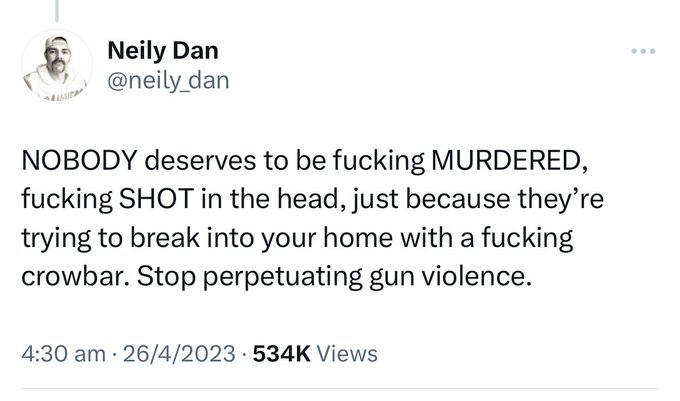 Neily Dan
@neily_dan
NOBODY deserves to be fucking MURDERED,
fucking SHOT in the head, just because they’re
trying to break into your home with a fucking
crowbar. Stop perpetuating gun violence.
4:30 am · 26/4/2023 · 534K Views